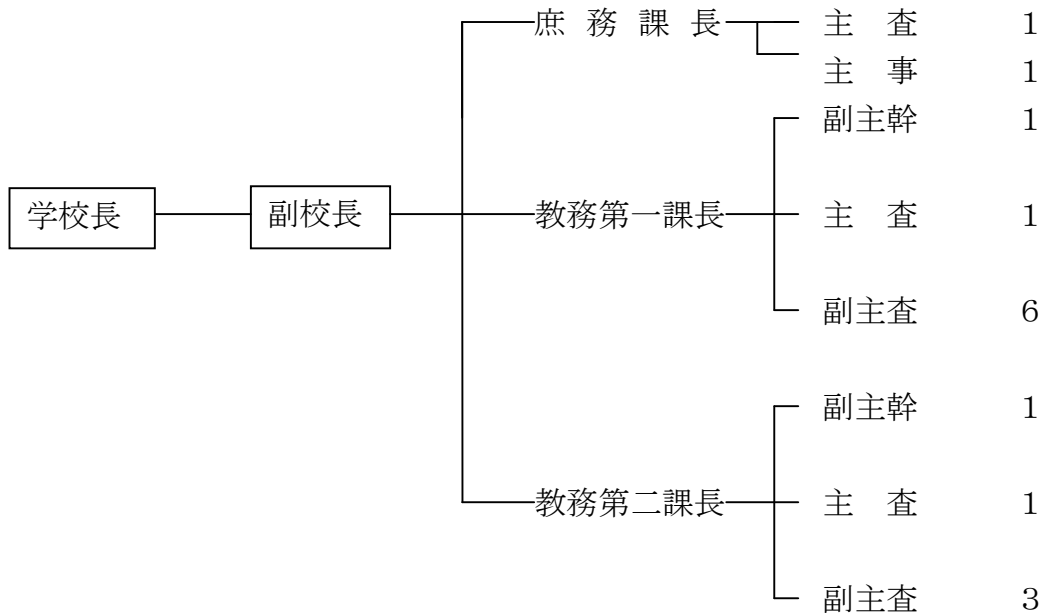 庶 務 課 長 主 査 1
主 事 1
副主幹 1
学校長 副校長 教務第一課長 主 査 1
副主査 6
副主幹 1
教務第二課長 主 査 1
副主査 3